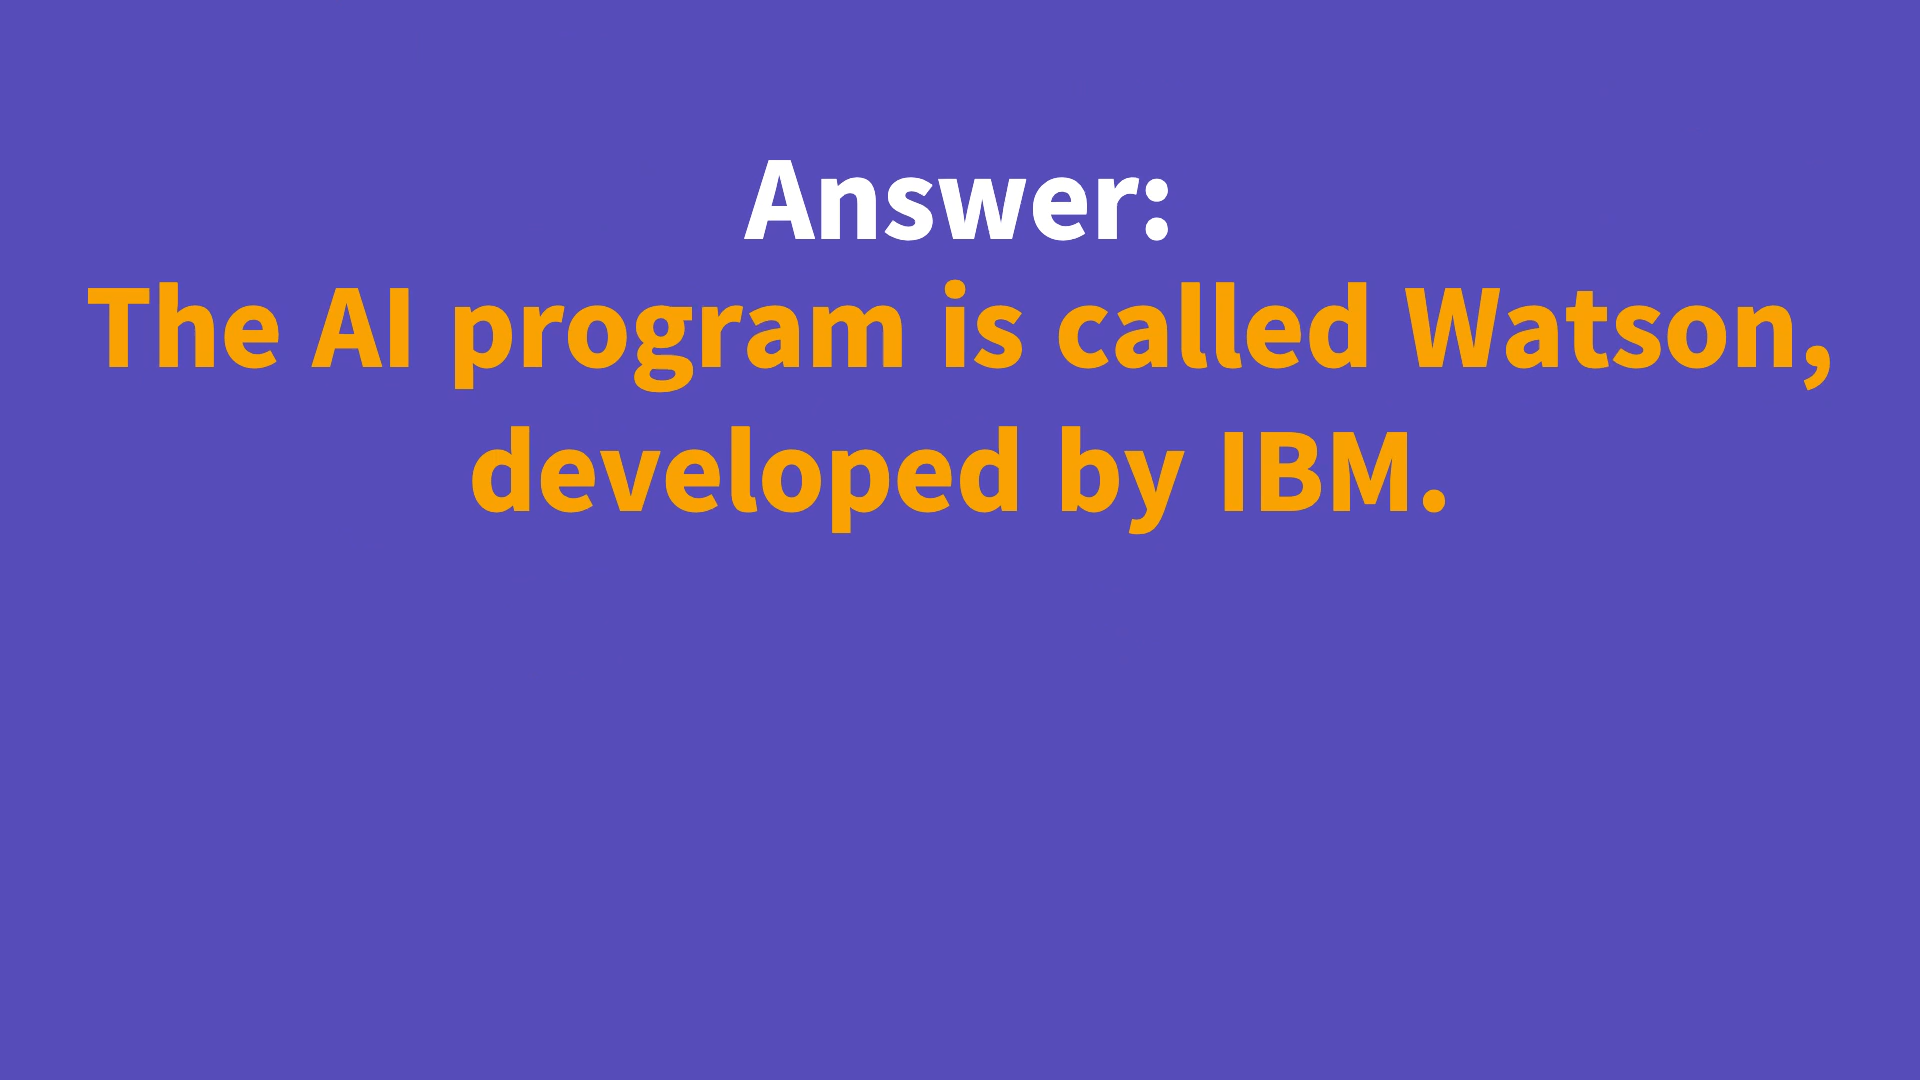 Answer:
The AI program is called Watson,
developed by IBM.